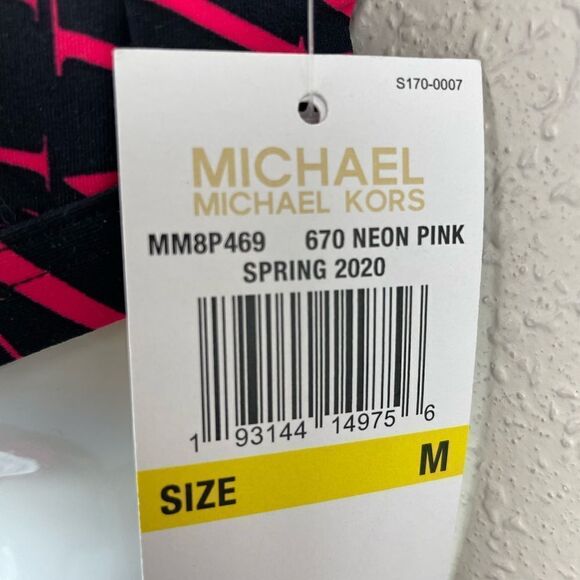 S170-0007
MICHAEL
MICHAEL KORS
MM8P469 670 NEON PINK
SPRING 2020
1 93144 14975 6
SIZE M